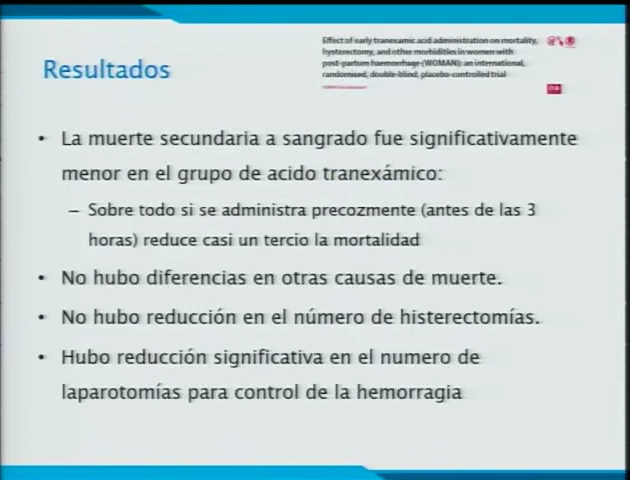 Effect of early tranexamic acid administration on mortality,
hysterectomy, and other morbidities in women with
post-partum haemorrhage (WOMAN): an international,
randomised, double-blind, placebo-controlled trial
Resultados
• La muerte secundaria a sangrado fue significativamente
menor en el grupo de acido tranexámico:
– Sobre todo si se administra precozmente (antes de las 3
horas) reduce casi un tercio la mortalidad
• No hubo diferencias en otras causas de muerte.
• No hubo reducción en el número de histerectomías.
• Hubo reducción significativa en el numero de
laparotomías para control de la hemorragia